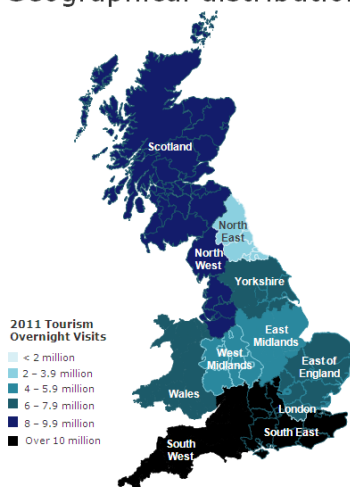 Geographical distribution
Scotland
North
East
North
West
Yorkshire
East
Midlands
West
Midlands
East of
England
Wales
London
South East
South
West
2011 Tourism
Overnight Visits
< 2 million
2 – 3.9 million
4 – 5.9 million
6 – 7.9 million
8 – 9.9 million
Over 10 million